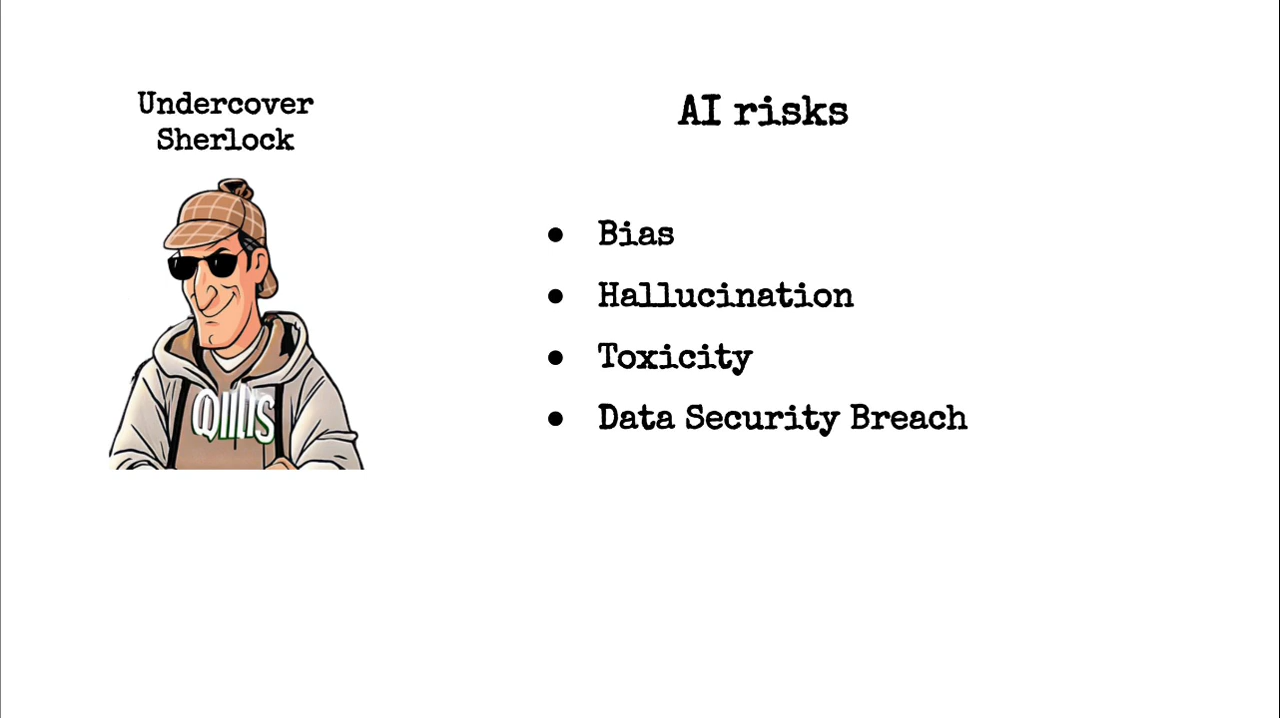 Undercover
Sherlock
AI risks
● Bias
● Hallucination
● Toxicity
● Data Security Breach